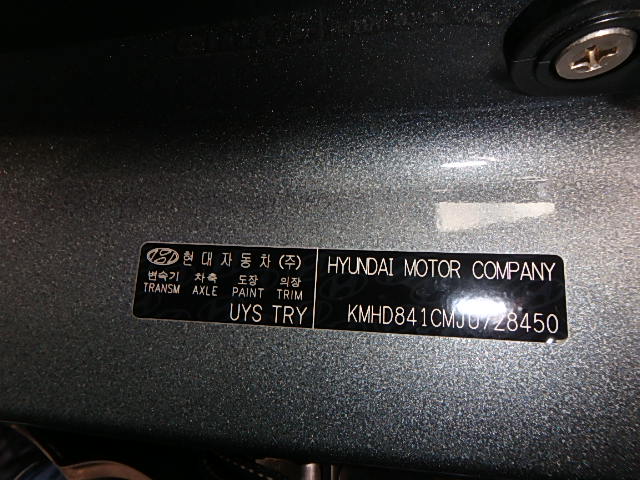 현대자동차(주)
변속기 차축 도장 의장
TRANSM AXLE PAINT TRIM
UYS TRY
HYUNDAI MOTOR COMPANY
KMHD841CMJU728450